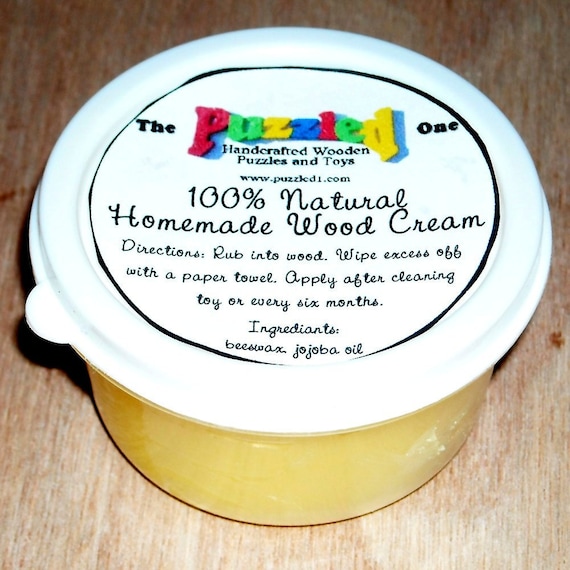 The Puzzled One
Handcrafted Wooden
Puzzles and Toys
www.puzzled1.com
100% Natural
Homemade Wood Cream
Directions: Rub into wood. Wipe excess off
with a paper towel. Apply after cleaning
toy or every six months.
Ingrediants:
beeswax, jojoba oil